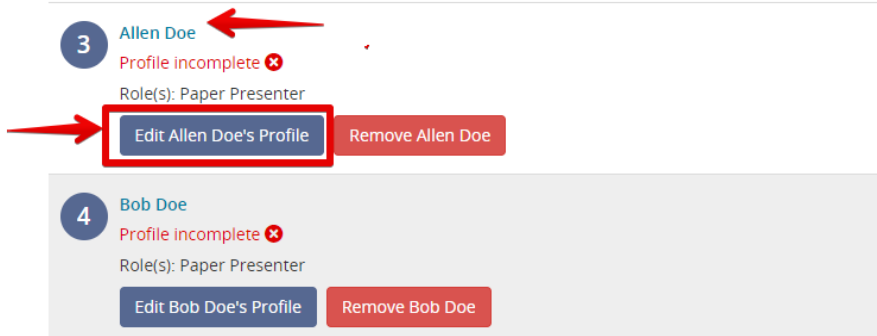 3
Allen Doe
Profile incomplete
Role(s): Paper Presenter
Edit Allen Doe's Profile Remove Allen Doe
4
Bob Doe
Profile incomplete
Role(s): Paper Presenter
Edit Bob Doe's Profile Remove Bob Doe